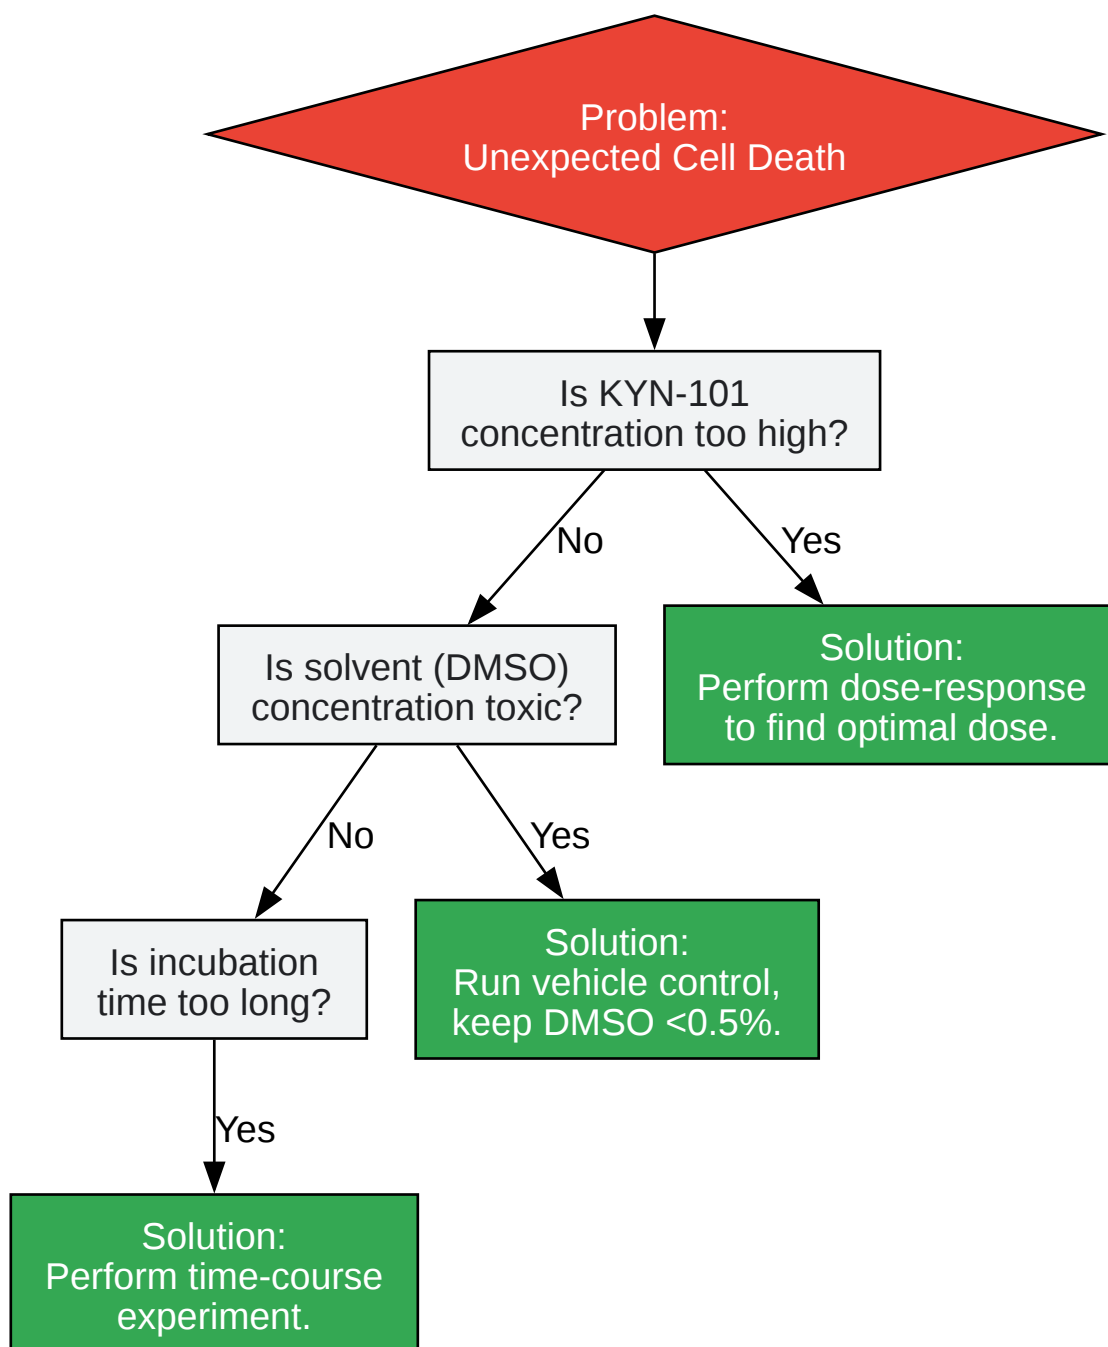 Problem:
Unexpected Cell Death
Is KYN-101
concentration too high?
No
Yes
Is solvent (DMSO)
concentration toxic?
Solution:
Perform dose-response
to find optimal dose.
No
Yes
Is incubation
time too long?
Solution:
Run vehicle control,
keep DMSO <0.5%.
Yes
Solution:
Perform time-course
experiment.